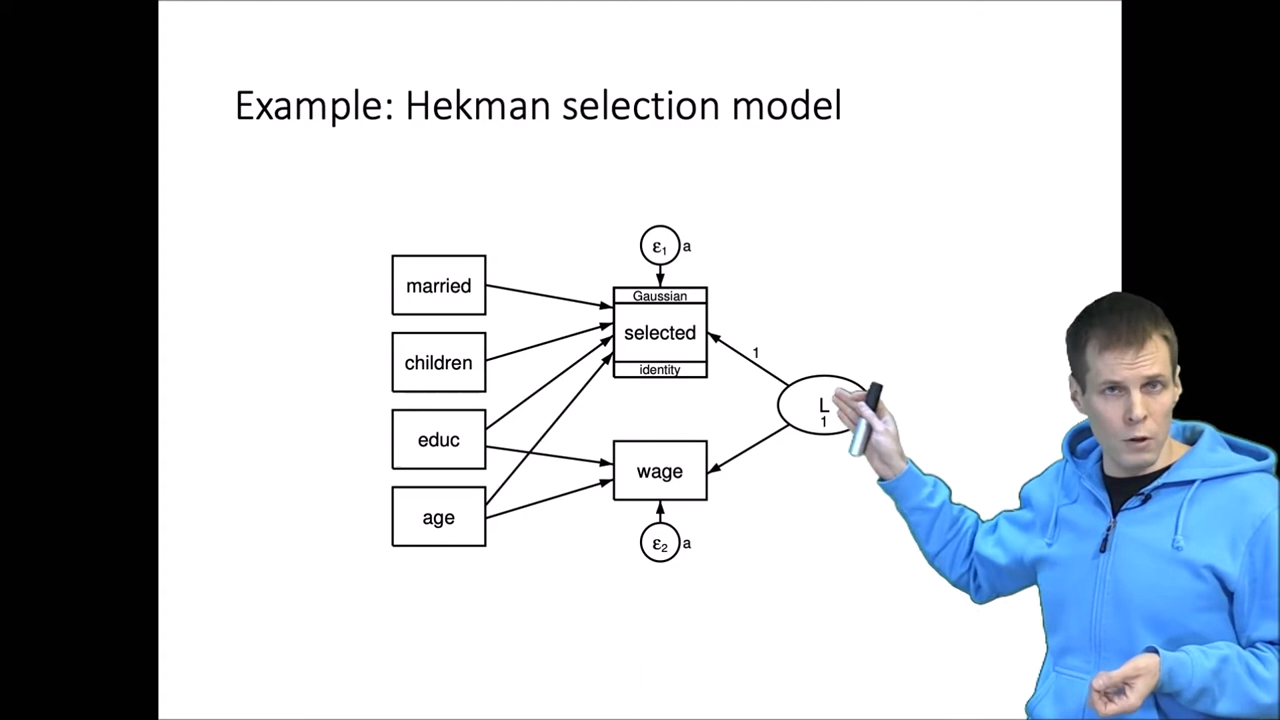 Example: Hekman selection model
ε1 a
married
Gaussian
selected
identity
children
1
L
1
educ
wage
age
ε2 a